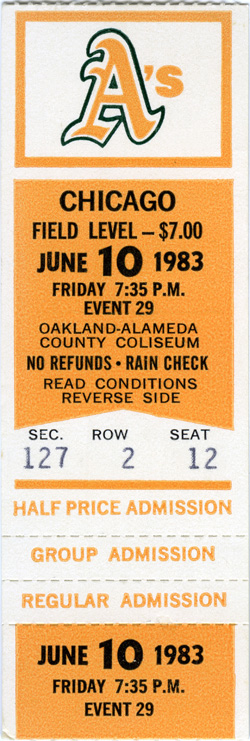 A's
CHICAGO
FIELD LEVEL – $7.00
JUNE 10 1983
FRIDAY 7:35 P.M.
EVENT 29
OAKLAND-ALAMEDA
COUNTY COLISEUM
NO REFUNDS • RAIN CHECK
READ CONDITIONS
REVERSE SIDE
SEC. ROW SEAT
127 2 12
HALF PRICE ADMISSION
GROUP ADMISSION
REGULAR ADMISSION
JUNE 10 1983
FRIDAY 7:35 P.M.
EVENT 29